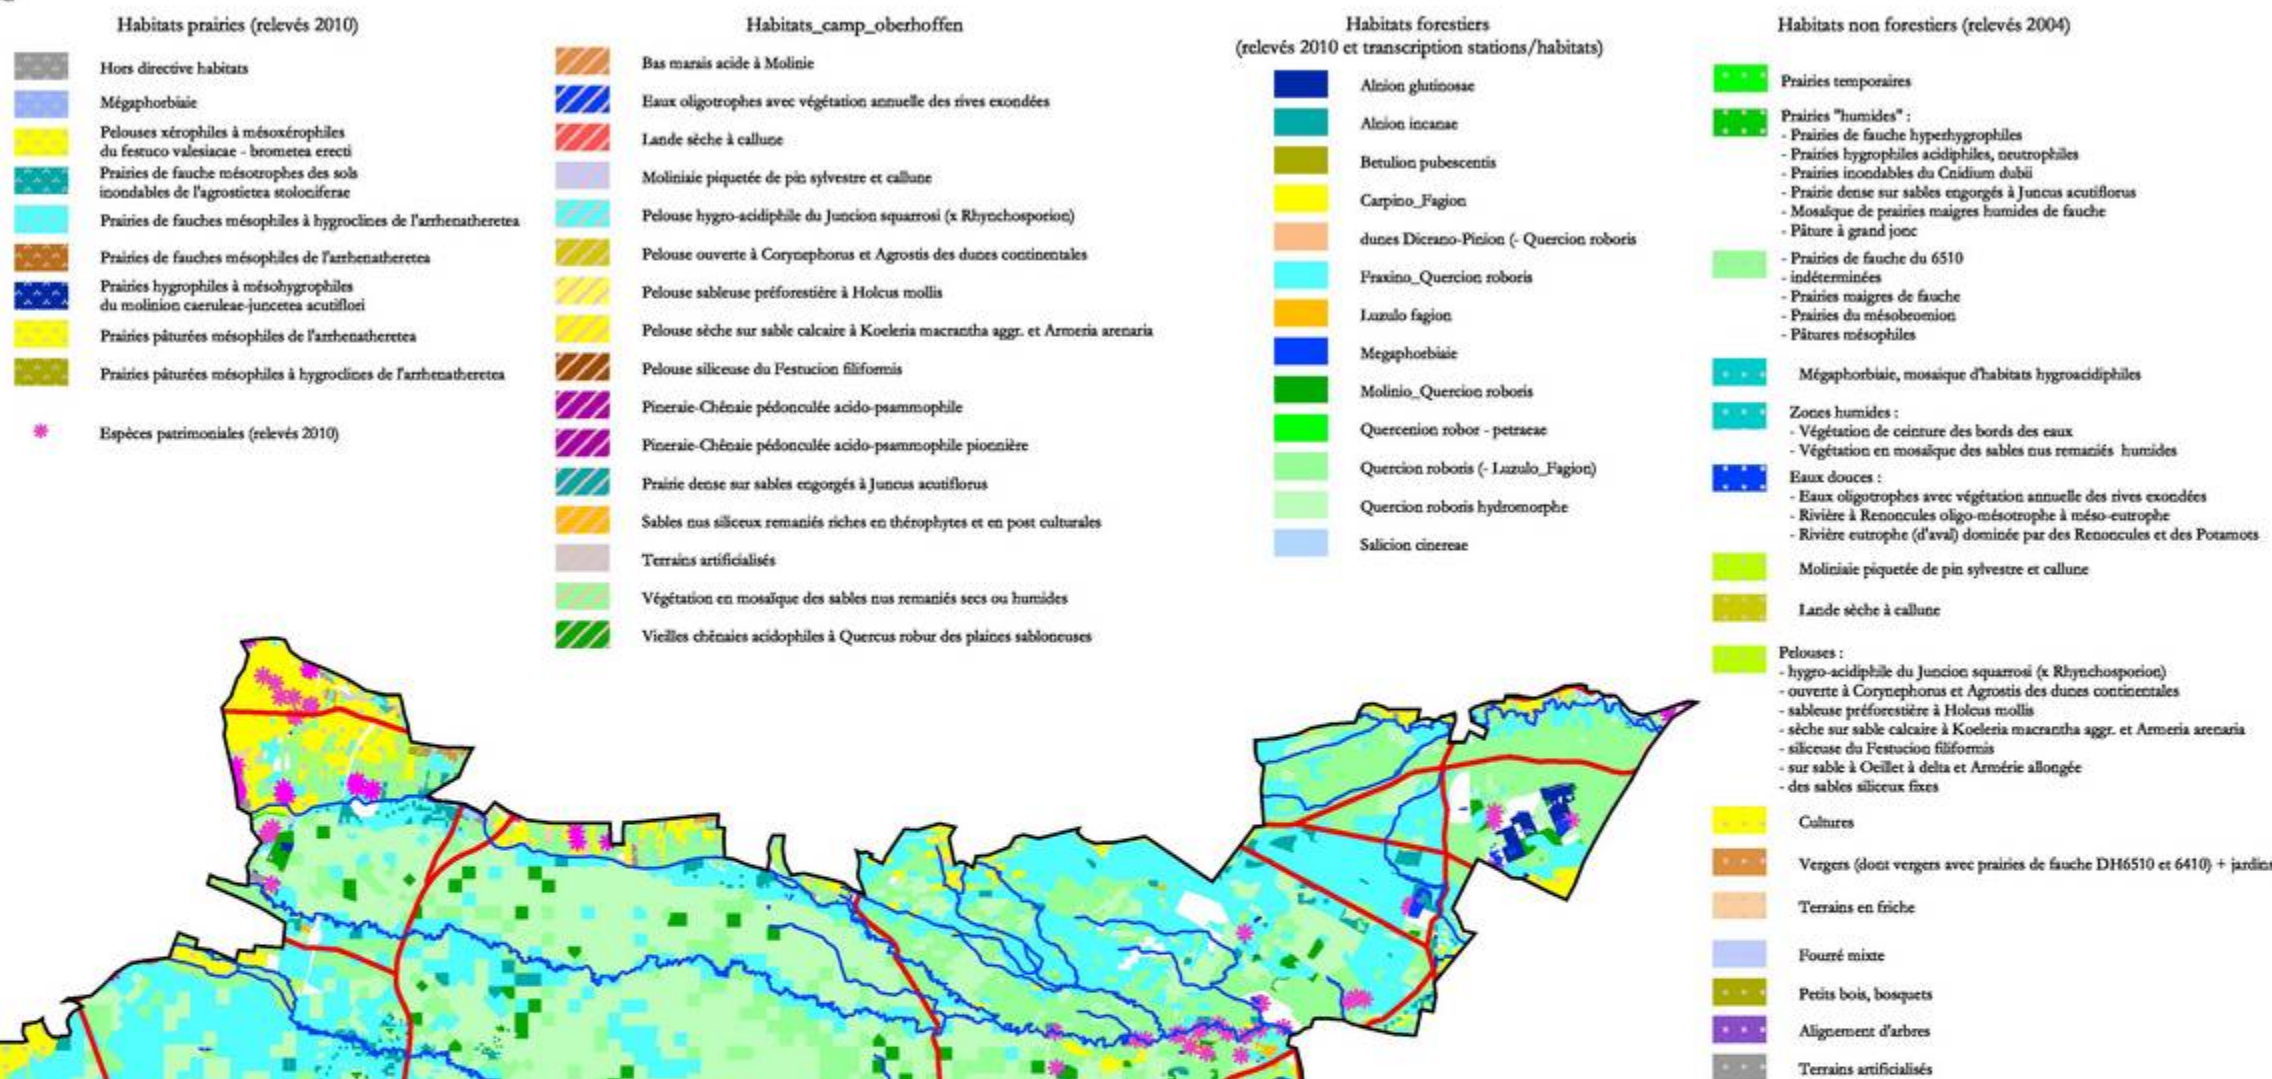 Habitats prairies (relevés 2010)
Hors directive habitats
Mégaphorbiaie
Pelouses xérophiles à mésoxérophiles
du festuco valesiacae - brometea erecti
Prairies de fauche mésotrophes des sols
inondables de l'agrostietea stoloniferae
Prairies de fauches mésophiles à hygroclines de l'arrhenatheretea
Prairies de fauches mésophiles de l'arrhenatheretea
Prairies hygrophiles à mésohygrophiles
du molinion caeruleae-juncetea acutiflori
Prairies pâturées mésophiles de l'arrhenatheretea
Prairies pâturées mésophiles à hygroclines de l'arrhenatheretea
Espèces patrimoniales (relevés 2010)
Habitats_camp_oberhoffen
Bas marais acide à Molinie
Eaux oligotrophes avec végétation annuelle des rives exondées
Lande sèche à callune
Moliniaie piquetée de pin sylvestre et callune
Pelouse hygro-acidiphile du Juncion squarrosi (x Rhynchosporion)
Pelouse ouverte à Corynephorus et Agrostis des dunes continentales
Pelouse sableuse préforestière à Holcus mollis
Pelouse sèche sur sable calcaire à Koeleria macrantha aggr. et Armeria arenaria
Pelouse siliceuse du Festucion filiformis
Pineraie-Chênaie pédonculée acido-psammophile
Pineraie-Chênaie pédonculée acido-psammophile pionnière
Prairie dense sur sables engorgés à Juncus acutiflorus
Sables nus siliceux remaniés riches en thérophytes et en post culturales
Terrains artificialisés
Végétation en mosaïque des sables nus remaniés secs ou humides
Vieilles chênaies acidophiles à Quercus robur des plaines sabloneuses
Habitats forestiers
(relevés 2010 et transcription stations/habitats)
Alnion glutinosae
Alnion incanae
Betulion pubescentis
Carpino_Fagion
dunes Dicrano-Pinion (- Quercion roboris
Fraxino_Quercion roboris
Luzulo fagion
Megaphorbiaie
Molinio_Quercion roboris
Quercenion robor - petraeae
Quercion roboris (- Luzulo_Fagion)
Quercion roboris hydromorphe
Salicion cinereae
Habitats non forestiers (relevés 2004)
Prairies temporaires
Prairies "humides" :
- Prairies de fauche hyperhygrophiles
- Prairies hygrophiles acidiphiles, neutrophiles
- Prairies inondables du Cnidium dubii
- Prairie dense sur sables engorgés à Juncus acutiflorus
- Mosaïque de prairies maigres humides de fauche
- Pâture à grand jonc
- Prairies de fauche du 6510
- indéterminées
- Prairies maigres de fauche
- Prairies du mésobromion
- Pâtures mésophiles
Mégaphorbiaie, mosaique d'habitats hygroacidiphiles
Zones humides :
- Végétation de ceinture des bords des eaux
- Végétation en mosaïque des sables nus remaniés humides
Eaux douces :
- Eaux oligotrophes avec végétation annuelle des rives exondées
- Rivière à Renoncules oligo-mésotrophe à méso-eutrophe
- Rivière eutrophe (d'aval) dominée par des Renoncules et des Potamots
Moliniaie piquetée de pin sylvestre et callune
Lande sèche à callune
Pelouses :
- hygro-acidiphile du Juncion squarrosi (x Rhynchosporion)
- ouverte à Corynephorus et Agrostis des dunes continentales
- sableuse préforestière à Holcus mollis
- sèche sur sable calcaire à Koeleria macrantha aggr. et Armeria arenaria
- siliceuse du Festucion filiformis
- sur sable à Oeillet à delta et Armérie allongée
- des sables siliceux fixes
Cultures
Vergers (dont vergers avec prairies de fauche DH6510 et 6410) + jardins
Terrains en friche
Fourré mixte
Petits bois, bosquets
Alignement d'arbres
Terrains artificialisés